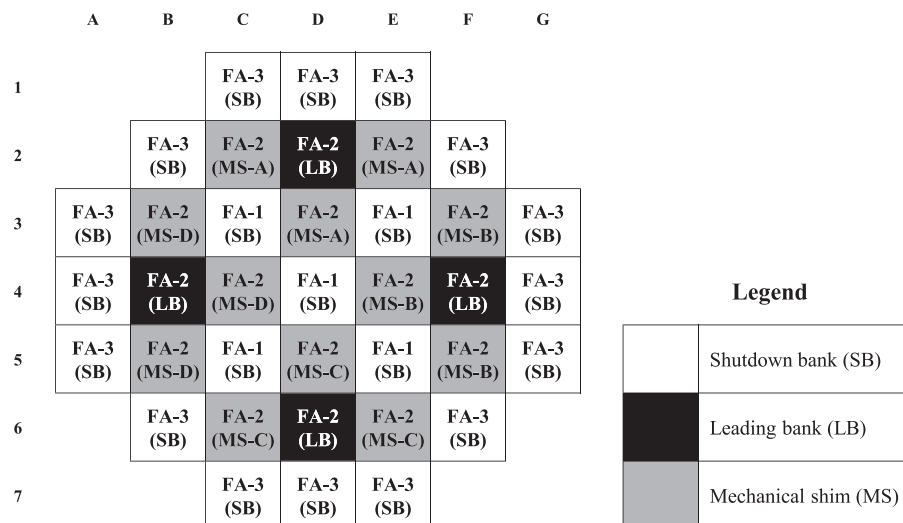 A B C D E F G
1
FA-3 FA-3 FA-3
(SB) (SB) (SB)
2
FA-3 FA-2 FA-2 FA-2 FA-3
(SB) (MS-A) (LB) (MS-A) (SB)
3
FA-3 FA-2 FA-1 FA-2 FA-1 FA-2 FA-3
(SB) (MS-D) (SB) (MS-A) (SB) (MS-B) (SB)
4
FA-3 FA-2 FA-2 FA-1 FA-2 FA-2 FA-3
(SB) (LB) (MS-D) (SB) (MS-B) (LB) (SB)
5
FA-3 FA-2 FA-1 FA-2 FA-1 FA-2 FA-3
(SB) (MS-D) (SB) (MS-C) (SB) (MS-B) (SB)
6
FA-3 FA-2 FA-2 FA-2 FA-3
(SB) (MS-C) (LB) (MS-C) (SB)
7
FA-3 FA-3 FA-3
(SB) (SB) (SB)
Legend
Shutdown bank (SB)
Leading bank (LB)
Mechanical shim (MS)